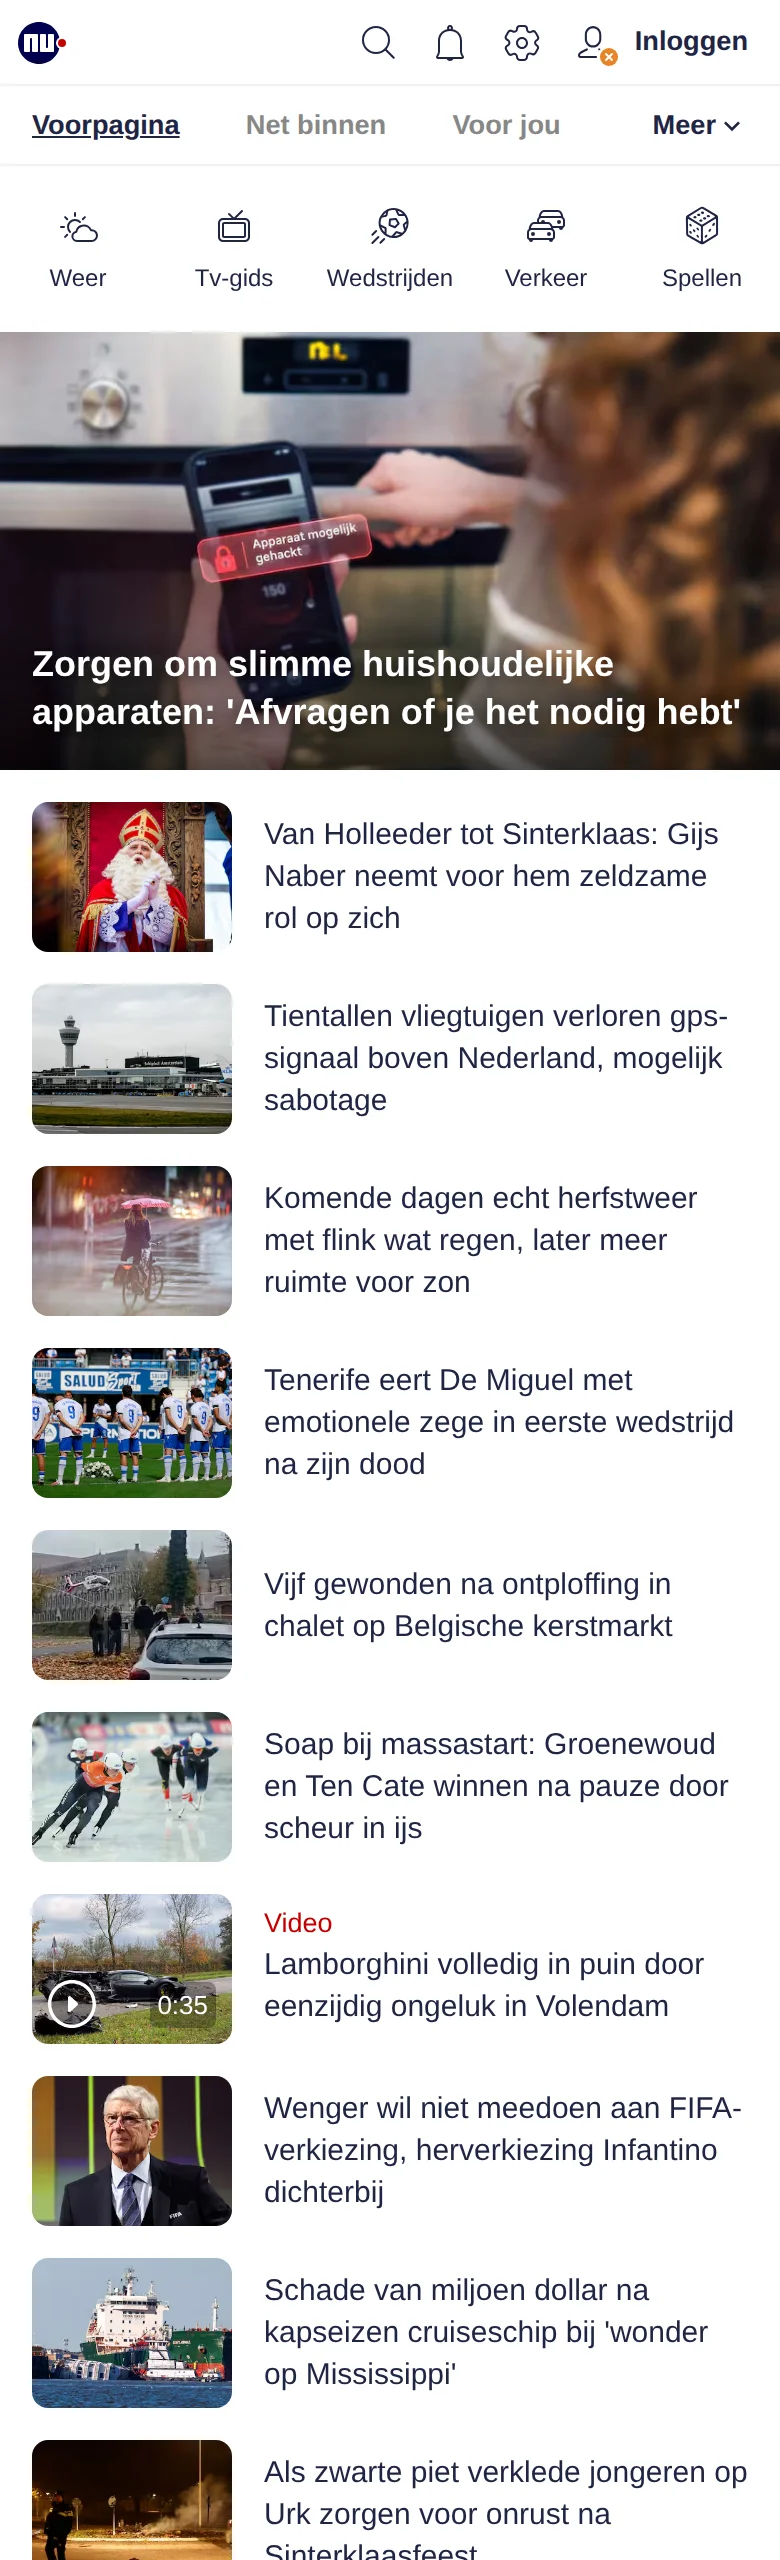 nu
Inloggen
Voorpagina Net binnen Voor jou Meer
Weer Tv-gids Wedstrijden Verkeer Spellen
Apparaat mogelijk
gehackt
150
Zorgen om slimme huishoudelijke
apparaten: 'Afvragen of je het nodig hebt'
Van Holleeder tot Sinterklaas: Gijs
Naber neemt voor hem zeldzame
rol op zich
Tientallen vliegtuigen verloren gps-
signaal boven Nederland, mogelijk
sabotage
Komende dagen echt herfstweer
met flink wat regen, later meer
ruimte voor zon
SALUD Sport
Tenerife eert De Miguel met
emotionele zege in eerste wedstrijd
na zijn dood
Vijf gewonden na ontploffing in
chalet op Belgische kerstmarkt
Soap bij massastart: Groenewoud
en Ten Cate winnen na pauze door
scheur in ijs
0:35
Video
Lamborghini volledig in puin door
eenzijdig ongeluk in Volendam
FIFA
Wenger wil niet meedoen aan FIFA-
verkiezing, herverkiezing Infantino
dichterbij
Schade van miljoen dollar na
kapseizen cruiseschip bij 'wonder
op Mississippi'
Als zwarte piet verklede jongeren op
Urk zorgen voor onrust na
Sinterklaasfeest